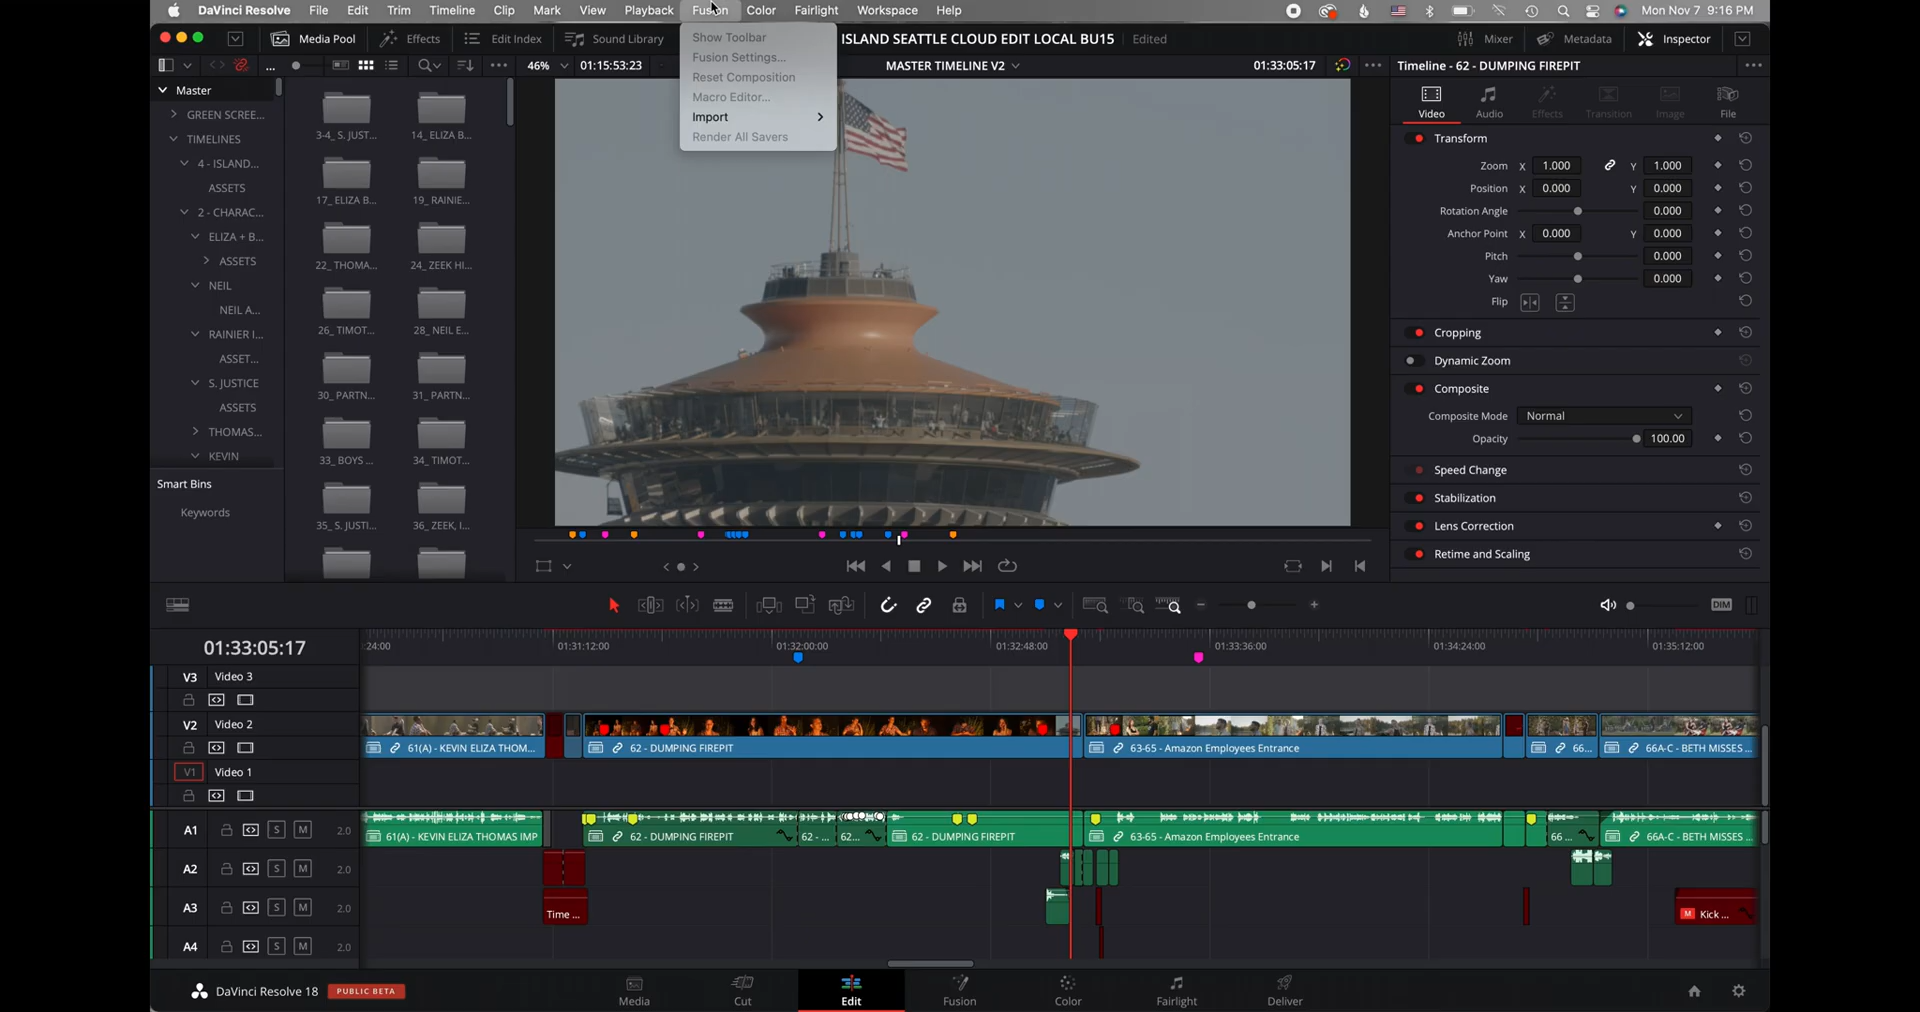 DaVinci Resolve File Edit Trim Timeline Clip Mark View Playback Fusion Color Fairlight Workspace Help Mon Nov 7 9:16 PM
Media Pool Effects Edit Index Sound Library ISLAND SEATTLE CLOUD EDIT LOCAL BU15 Edited Mixer Metadata Inspector
... 46% 01:15:53:23 MASTER TIMELINE V2 01:33:05:17 Timeline - 62 - DUMPING FIREPIT
Show Toolbar
Fusion Settings...
Reset Composition
Macro Editor...
Import
Render All Savers
Master
GREEN SCREE...
TIMELINES
4 - ISLAND...
ASSETS
2 - CHARAC...
ELIZA + B...
ASSETS
NEIL
NEIL A...
RAINIER I...
ASSET...
S. JUSTICE
ASSETS
THOMAS...
KEVIN
Smart Bins
Keywords
3-4_ S. JUST... 14_ ELIZA B...
17_ ELIZA B... 19_ RAINIE...
22_ THOMA... 24_ ZEEK HI...
26_ TIMOT... 28_ NEIL E...
30_ PARTN... 31_ PARTN...
33_ BOYS ... 34_ TIMOT...
35_ S. JUSTI... 36_ ZEEK, I...
Video Audio Effects Transition Image File
Transform
Zoom X 1.000 Y 1.000
Position X 0.000 Y 0.000
Rotation Angle 0.000
Anchor Point X 0.000 Y 0.000
Pitch 0.000
Yaw 0.000
Flip
Cropping
Dynamic Zoom
Composite
Composite Mode Normal
Opacity 100.00
Speed Change
Stabilization
Lens Correction
Retime and Scaling
DIM
01:33:05:17 :24:00 01:31:12:00 01:32:00:00 01:32:48:00 01:33:36:00 01:34:24:00 01:35:12:00
V3 Video 3
V2 Video 2
61(A) - KEVIN ELIZA THOM... 62 - DUMPING FIREPIT 63-65 - Amazon Employees Entrance 66... 66A-C - BETH MISSES ...
V1 Video 1
A1 S M 2.0 61(A) - KEVIN ELIZA THOMAS IMP 62 - DUMPING FIREPIT 62 - ... 62... 62 - DUMPING FIREPIT 63-65 - Amazon Employees Entrance 66 ... 66A-C - BETH MISSES ...
A2 S M 2.0
A3 S M 2.0 Time ... M Kick ...
A4 S M 2.0
DaVinci Resolve 18 PUBLIC BETA Media Cut Edit Fusion Color Fairlight Deliver